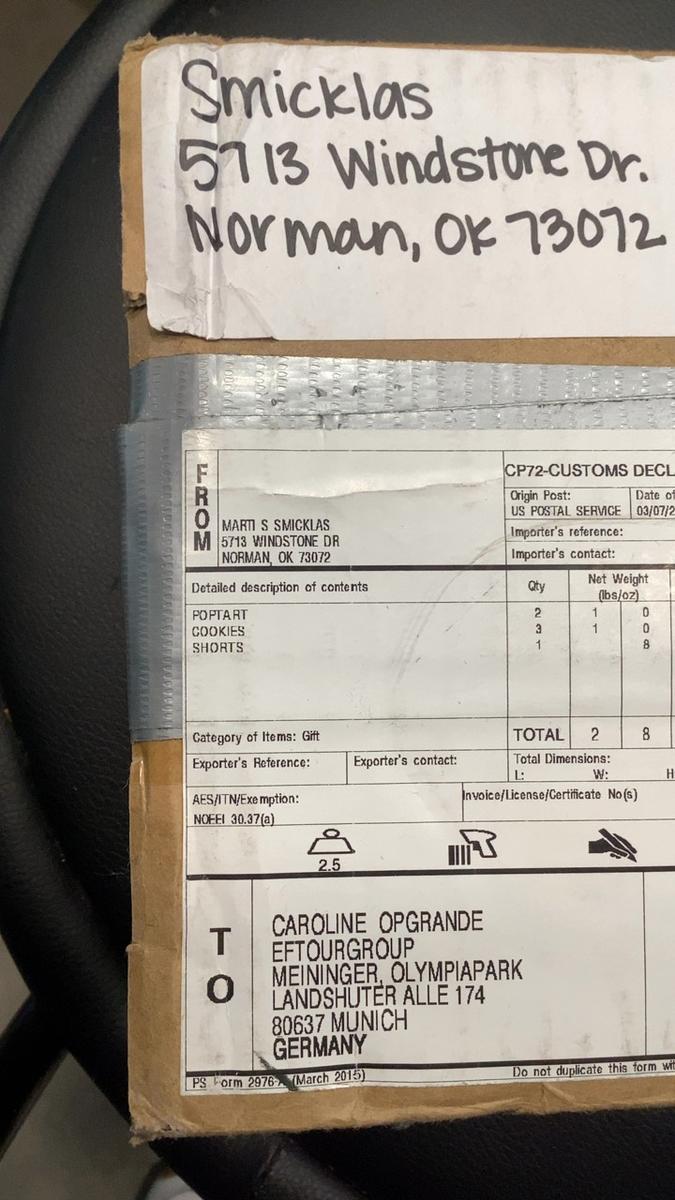 Smicklas
5713 Windstone Dr.
Norman, OK 73072
FROM
MARTI S SMICKLAS
5713 WINDSTONE DR
NORMAN, OK 73072
CP72-CUSTOMS DECL
Origin Post:
US POSTAL SERVICE
Date of
03/07/2
Importer's reference:
Importer's contact:
Detailed description of contents Qty Net Weight
(lbs/oz)
POPTART 2 1 0
COOKIES 3 1 0
SHORTS 1 8
Category of Items: Gift TOTAL 2 8
Exporter's Reference: Exporter's contact: Total Dimensions:
L: W: H
AES/ITN/Exemption: Invoice/License/Certificate No(s)
NOEEI 30.37(a)
2.5
TO
CAROLINE OPGRANDE
EFTOURGROUP
MEININGER, OLYMPIAPARK
LANDSHUTER ALLE 174
80637 MUNICH
GERMANY
PS Form 2976-A (March 2015) Do not duplicate this form wit